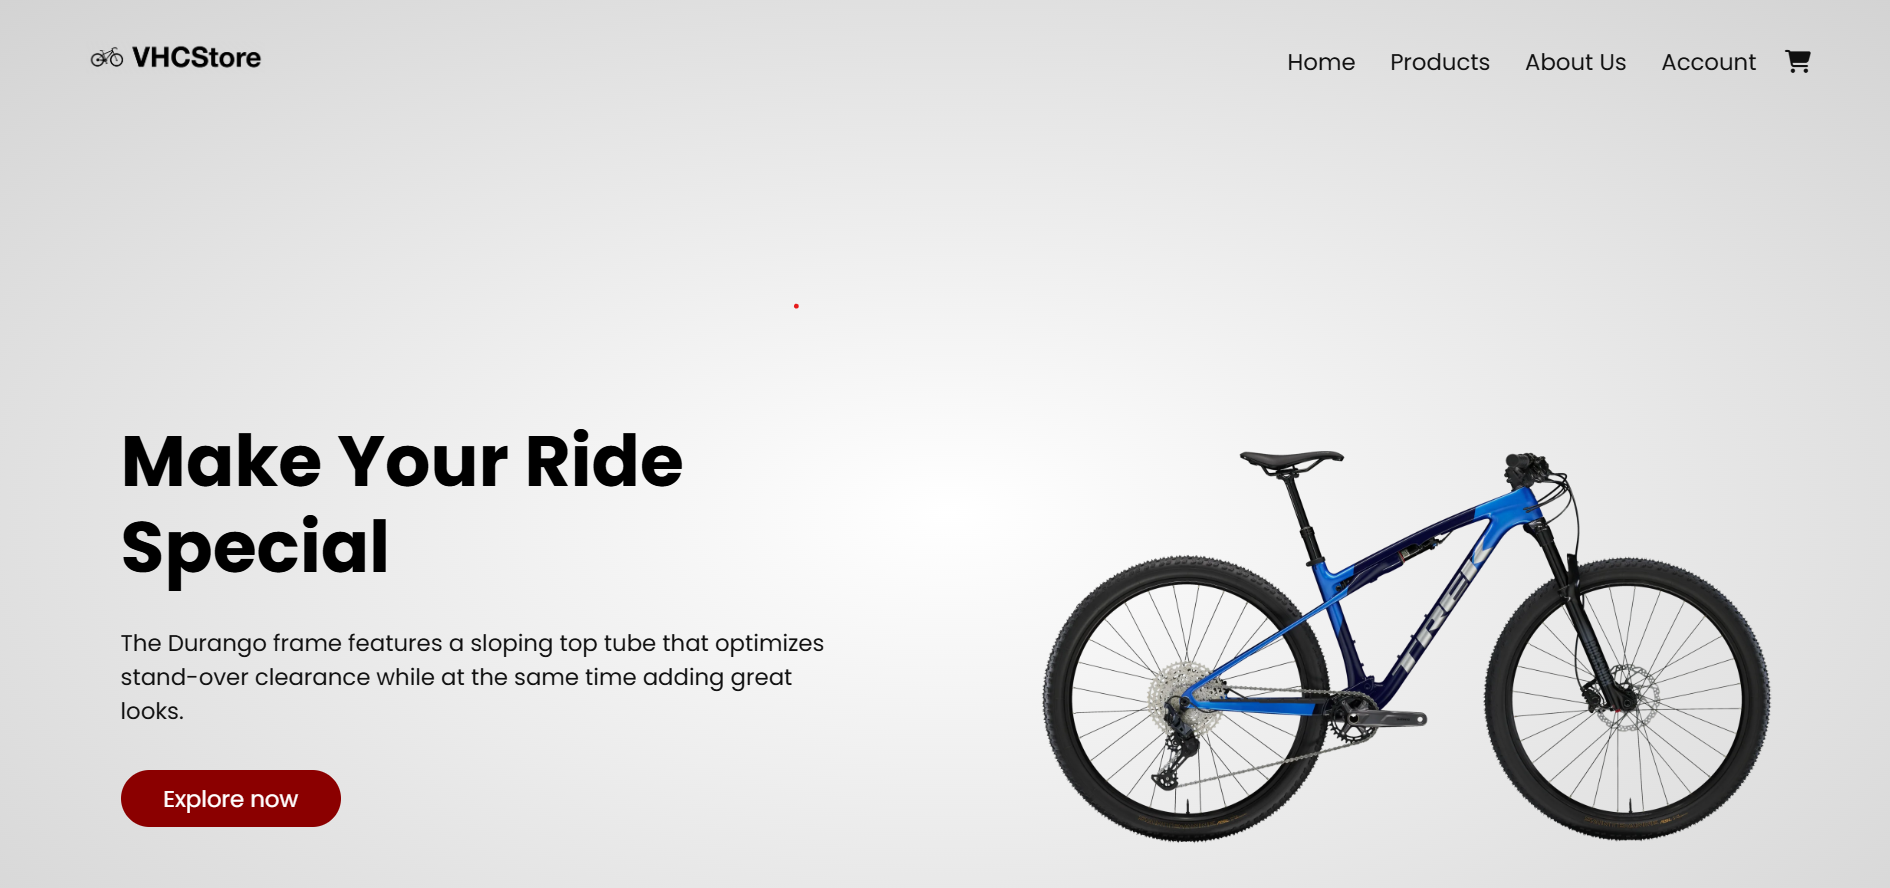 VHCStore
Home Products About Us Account
Make Your Ride
Special
The Durango frame features a sloping top tube that optimizes
stand-over clearance while at the same time adding great
looks.
Explore now
TREK